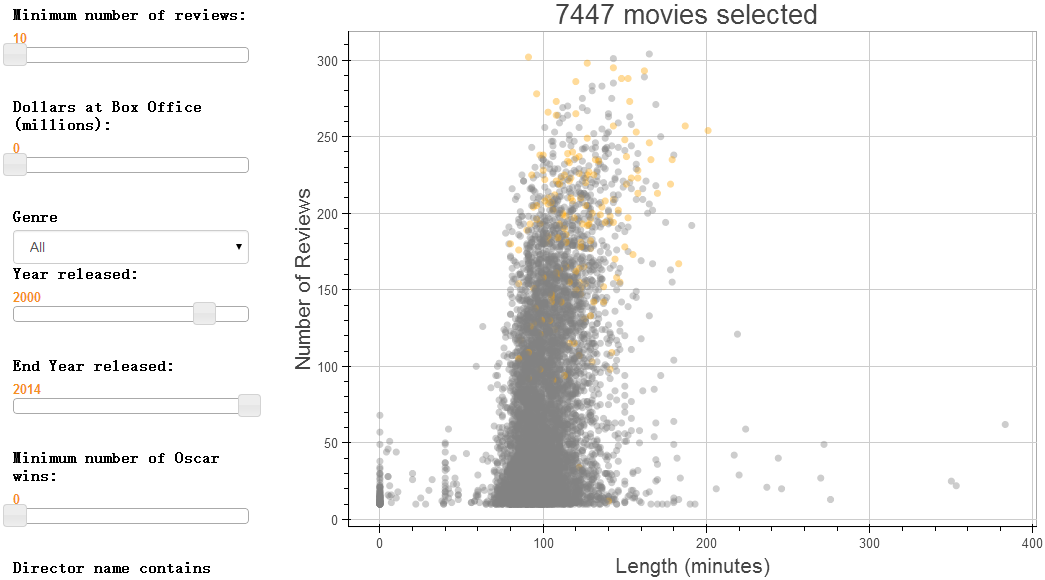 Minimum number of reviews:
10
Dollars at Box Office
(millions):
0
Genre
All
Year released:
2000
End Year released:
2014
Minimum number of Oscar
wins:
0
Director name contains
7447 movies selected
Number of Reviews
300
250
200
150
100
50
0
0 100 200 300 400
Length (minutes)